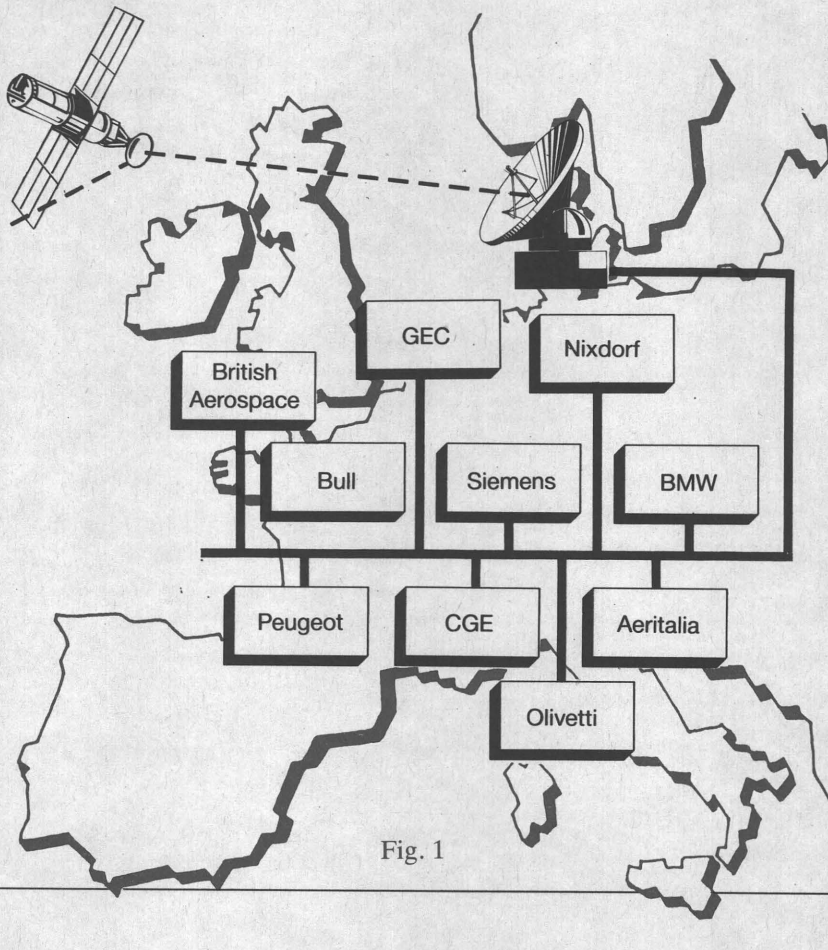 GEC
Nixdorf
British
Aerospace
Bull
Siemens
BMW
Peugeot
CGE
Aeritalia
Olivetti
Fig. 1